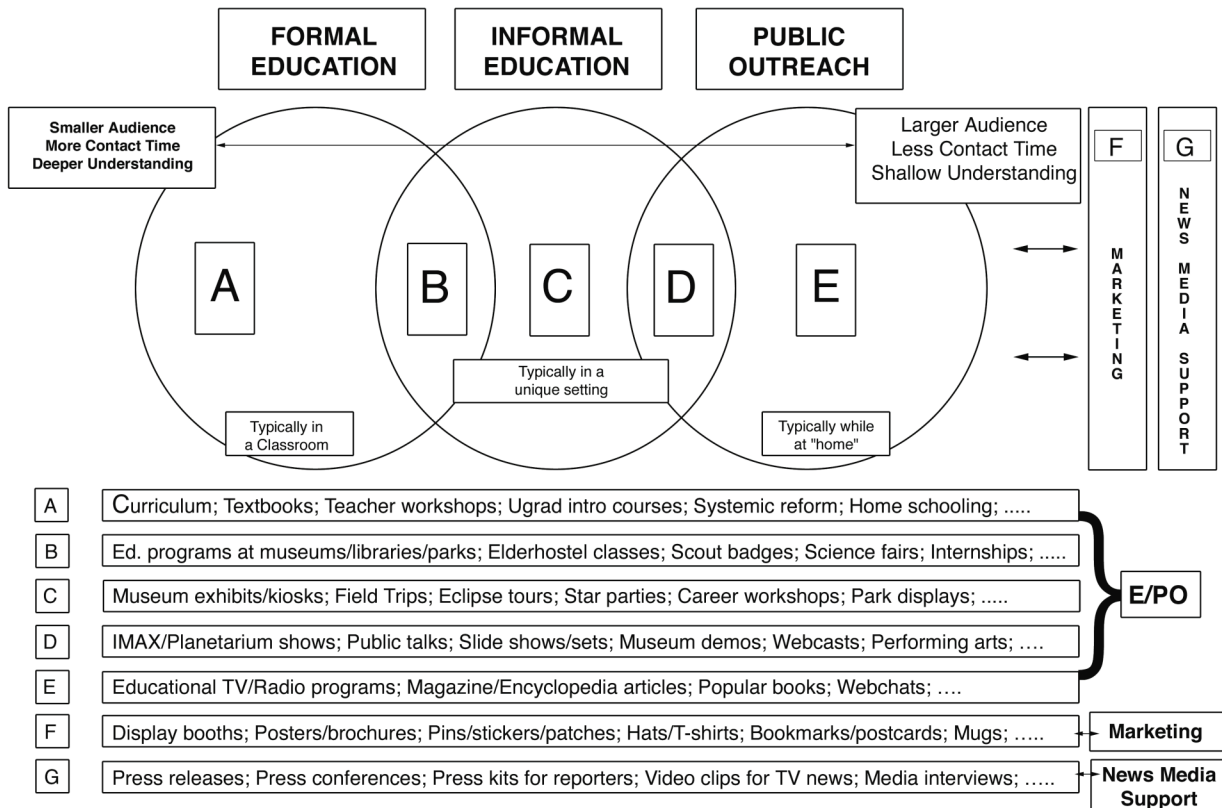 FORMAL
EDUCATION
INFORMAL
EDUCATION
PUBLIC
OUTREACH
Smaller Audience
More Contact Time
Deeper Understanding
Larger Audience
Less Contact Time
Shallow Understanding
F
MARKETING
G
NEWS MEDIA SUPPORT
A
B
C
D
E
Typically in a
unique setting
Typically in
a Classroom
Typically while
at "home"
A
Curriculum; Textbooks; Teacher workshops; Ugrad intro courses; Systemic reform; Home schooling; .....
B
Ed. programs at museums/libraries/parks; Elderhostel classes; Scout badges; Science fairs; Internships; .....
C
Museum exhibits/kiosks; Field Trips; Eclipse tours; Star parties; Career workshops; Park displays; .....
E/PO
D
IMAX/Planetarium shows; Public talks; Slide shows/sets; Museum demos; Webcasts; Performing arts; ....
E
Educational TV/Radio programs; Magazine/Encyclopedia articles; Popular books; Webchats; ....
F
Display booths; Posters/brochures; Pins/stickers/patches; Hats/T-shirts; Bookmarks/postcards; Mugs; .....
Marketing
G
Press releases; Press conferences; Press kits for reporters; Video clips for TV news; Media interviews; .....
News Media
Support